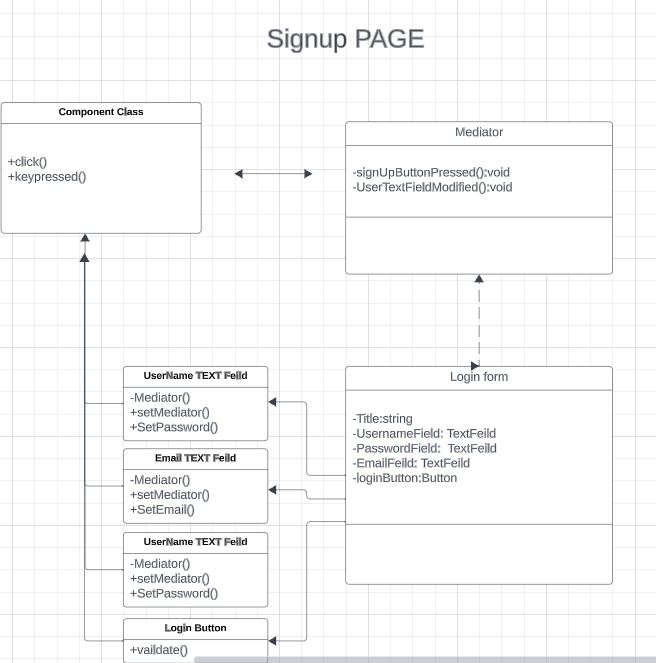 Signup PAGE
Component Class
+click()
+keypressed()
Mediator
-signUpButtonPressed();void
-UserTextFieldModified();void
UserName TEXT Feild
-Mediator()
+setMediator()
+SetPassword()
Email TEXT Feild
-Mediator()
+setMediator()
+SetEmail()
UserName TEXT Feild
-Mediator()
+setMediator()
+SetPassword()
Login Button
+vaildate()
Login form
-Title:string
-UsernameField: TextFeild
-PasswordField: TextFeild
-EmailFeild: TextFeild
-loginButton;Button